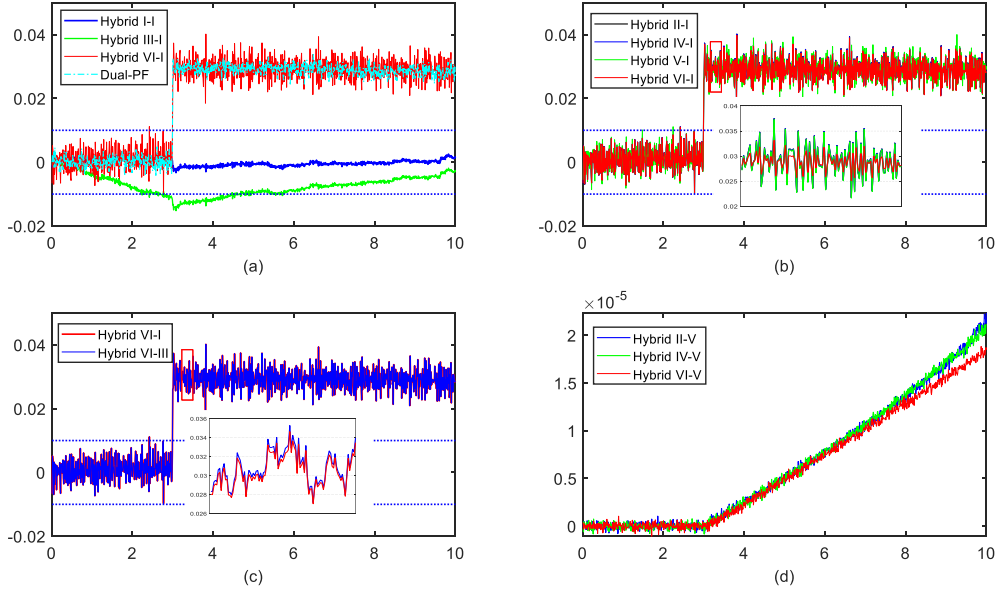 0.04
0.02
0
-0.02
Hybrid I-I
Hybrid III-I
Hybrid VI-I
Dual-PF
0 2 4 6 8 10
(a)
0.04
0.02
0
-0.02
Hybrid II-I
Hybrid IV-I
Hybrid V-I
Hybrid VI-I
0.04
0.035
0.03
0.025
0.02
0 2 4 6 8 10
(b)
0.04
0.02
0
-0.02
Hybrid VI-I
Hybrid VI-III
0.036
0.034
0.032
0.03
0.028
0.026
0 2 4 6 8 10
(c)
×10-5
2
1.5
1
0.5
0
Hybrid II-V
Hybrid IV-V
Hybrid VI-V
0 2 4 6 8 10
(d)